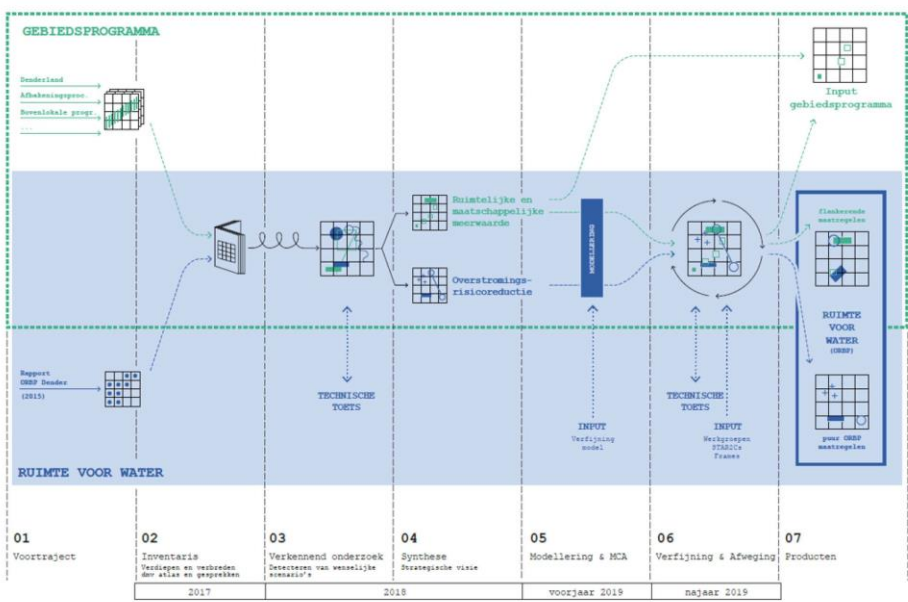 GEBIEDSPROGRAMMA
Denderland
Afbakeningsproc.
Bovenlokale progr.
...
Input
gebiedsprogramma
Ruimtelijke en
maatschappelijke
meerwaarde
Overstromings-
risicoreductie
MODELLERING
flankerende
maatregelen
RUIMTE
VOOR
WATER
(ORBP)
puur ORBP
maatregelen
Rapport
ORBP Dender
(2015)
TECHNISCHE
TOETS
INPUT
Verfijning
model
TECHNISCHE
TOETS
INPUT
Werkgroepen
STARICs
Frames
RUIMTE VOOR WATER
01
Voortraject
02
Inventaris
Verdiepen en verbreden
dmv atlas en gesprekken
03
Verkennend onderzoek
Detecteren van wenselijke
scenario's
04
Synthese
Strategische visie
05
Modellering & MCA
06
Verfijning & Afweging
07
Producten
2017
2018
voorjaar 2019
najaar 2019